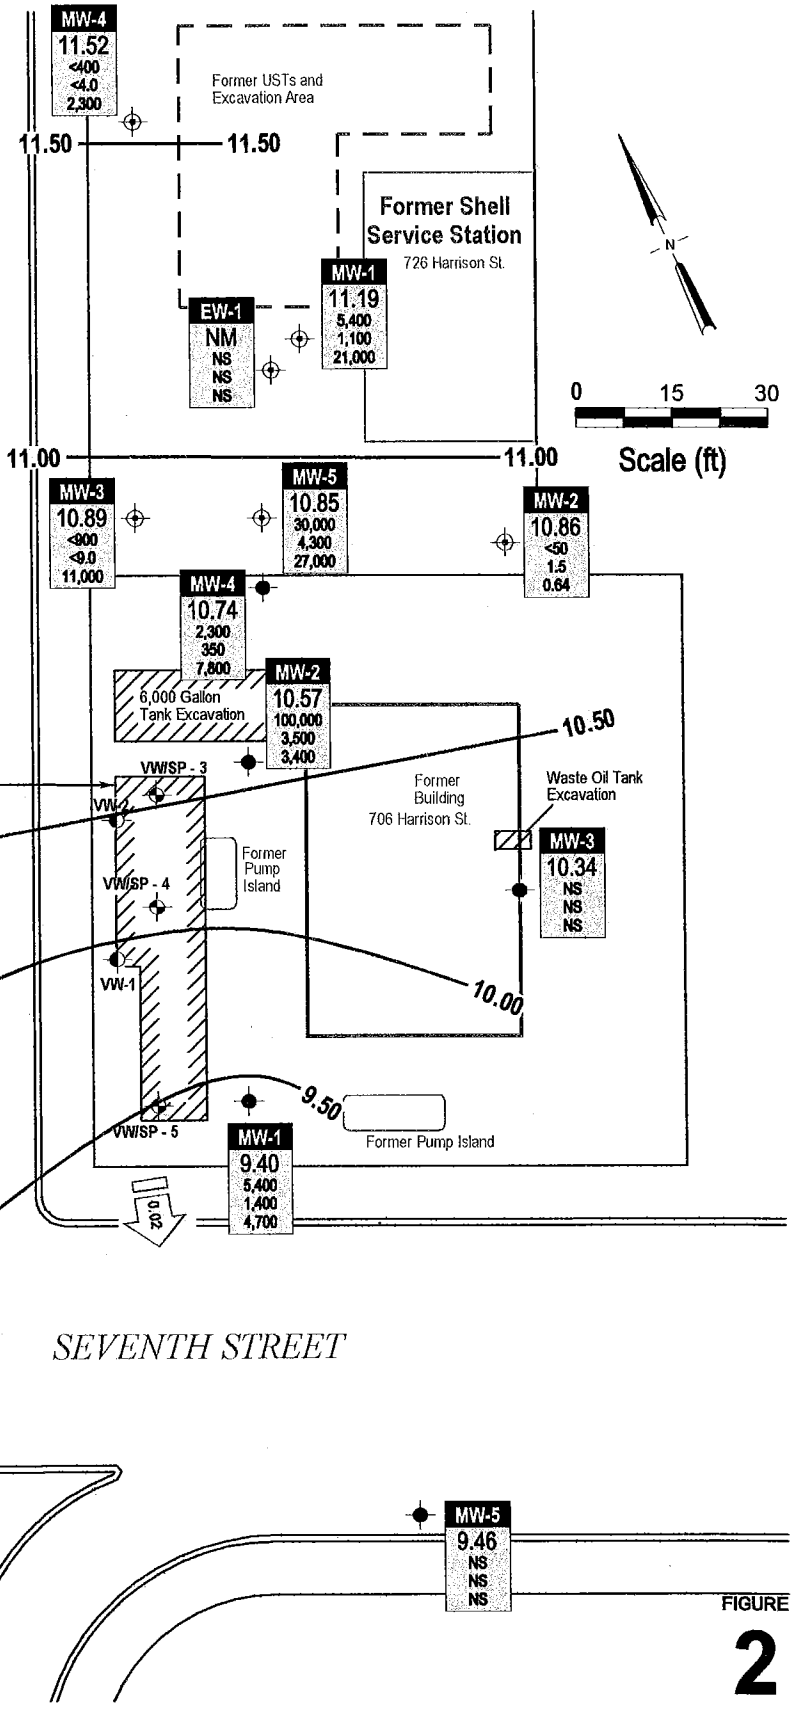 MW-4
11.52
<400
<4.0
2,300
Former USTs and
Excavation Area
11.50
11.50
Former Shell
Service Station
726 Harrison St.
N
MW-1
11.19
5,400
1,100
21,000
EW-1
NM
NS
NS
NS
0 15 30
Scale (ft)
11.00
11.00
MW-3
10.89
<900
<9.0
11,000
MW-5
10.85
30,000
4,300
27,000
MW-2
10.86
<50
1.5
0.64
MW-4
10.74
2,300
350
7,800
6,000 Gallon
Tank Excavation
MW-2
10.57
100,000
3,500
3,400
10.50
VW/SP - 3
VW-2
Former
Building
706 Harrison St.
Waste Oil Tank
Excavation
MW-3
10.34
NS
NS
NS
Former
Pump
Island
VW/SP - 4
VW-1
10.00
9.50
VW/SP - 5
Former Pump Island
MW-1
9.40
5,400
1,400
4,700
0.02
SEVENTH STREET
MW-5
9.46
NS
NS
NS
FIGURE
2